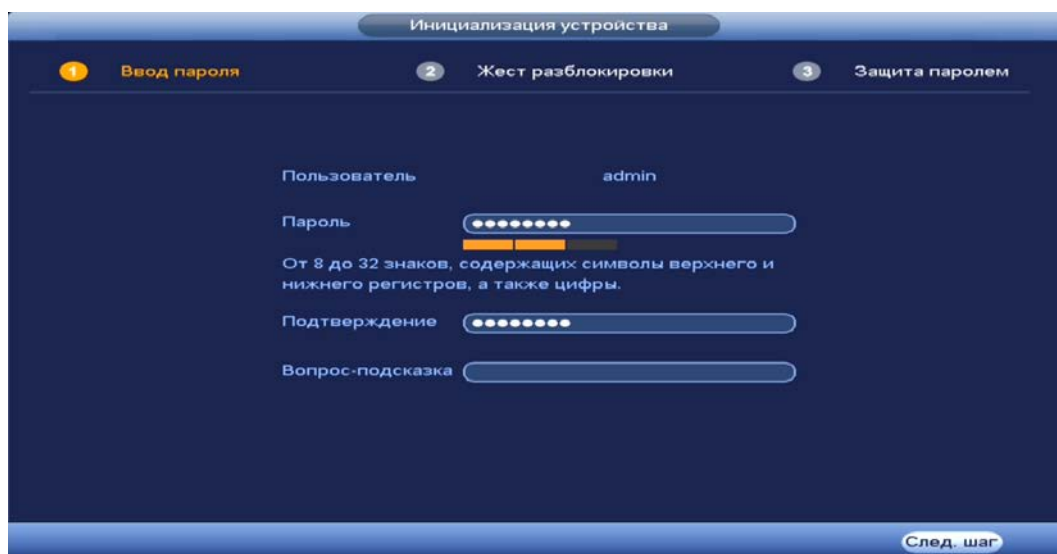 Инициализация устройства
1 Ввод пароля 2 Жест разблокировки 3 Защита паролем
Пользователь admin
Пароль ●●●●●●●●
От 8 до 32 знаков, содержащих символы верхнего и
нижнего регистров, а также цифры.
Подтверждение ●●●●●●●●
Вопрос-подсказка
След. шаг